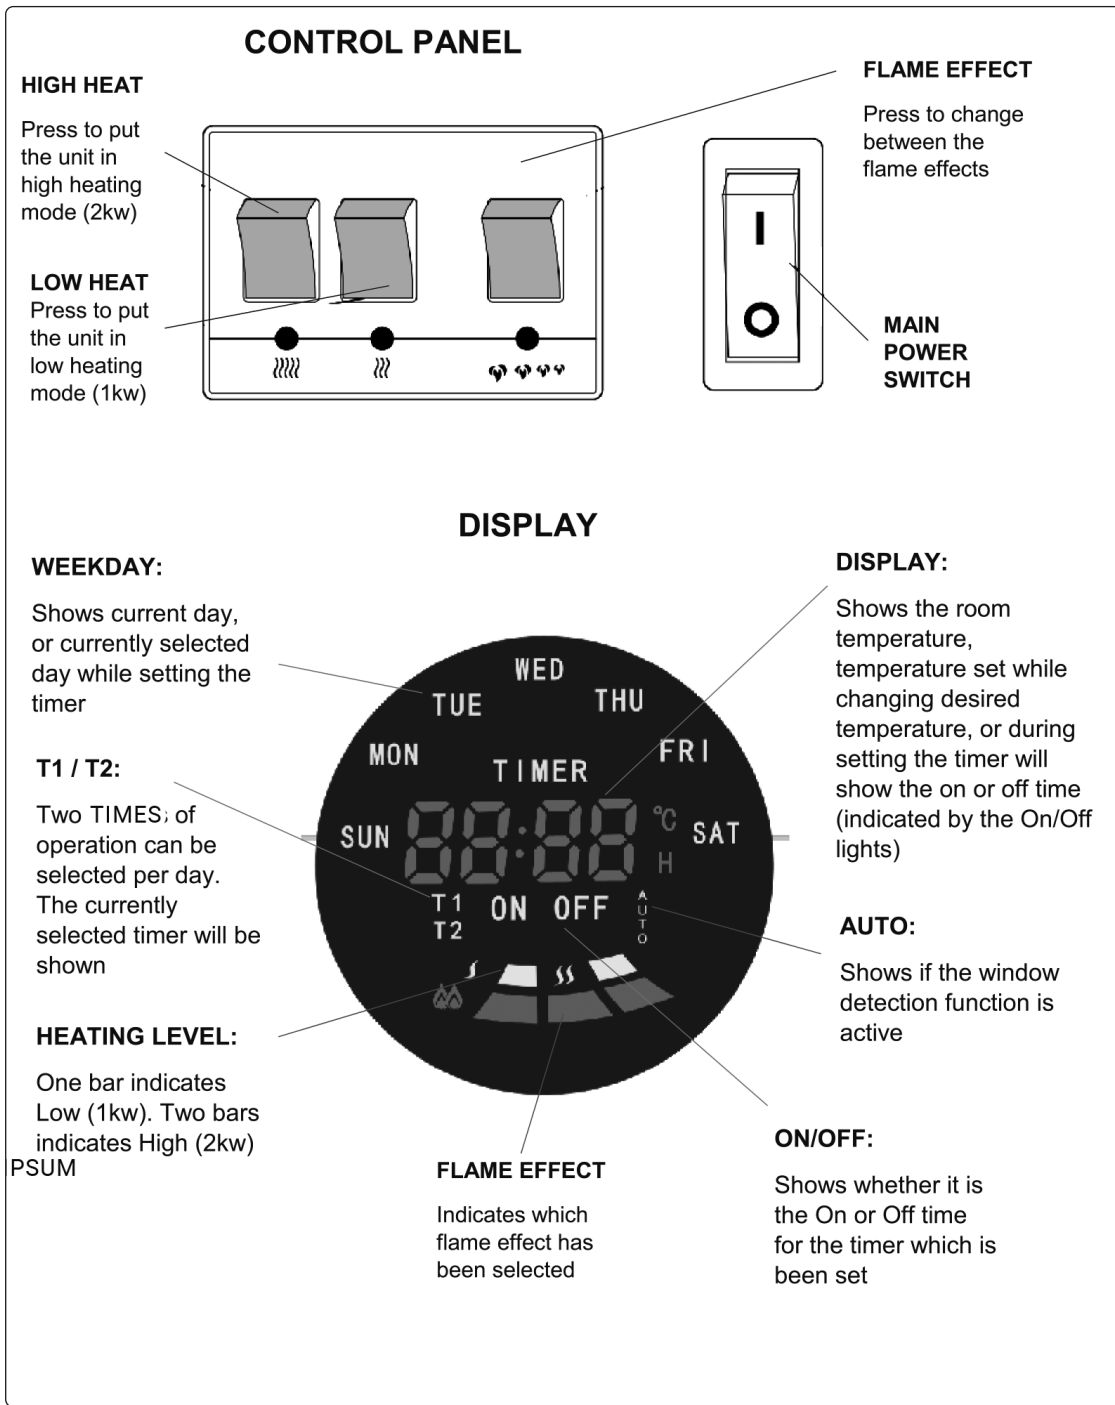 CONTROL PANEL
HIGH HEAT
Press to put
the unit in
high heating
mode (2kw)
LOW HEAT
Press to put
the unit in
low heating
mode (1kw)
FLAME EFFECT
Press to change
between the
flame effects
I
O
MAIN
POWER
SWITCH
DISPLAY
WEEKDAY:
Shows current day,
or currently selected
day while setting the
timer
T1 / T2:
Two TIMES; of
operation can be
selected per day.
The currently
selected timer will be
shown
HEATING LEVEL:
One bar indicates
Low (1kw). Two bars
indicates High (2kw)
PSUM
WED
TUE
THU
MON
FRI
TIMER
SUN
88:88
°C
H
SAT
T1
T2
ON OFF
AUTO
FLAME EFFECT
Indicates which
flame effect has
been selected
DISPLAY:
Shows the room
temperature,
temperature set while
changing desired
temperature, or during
setting the timer will
show the on or off time
(indicated by the On/Off
lights)
AUTO:
Shows if the window
detection function is
active
ON/OFF:
Shows whether it is
the On or Off time
for the timer which is
been set